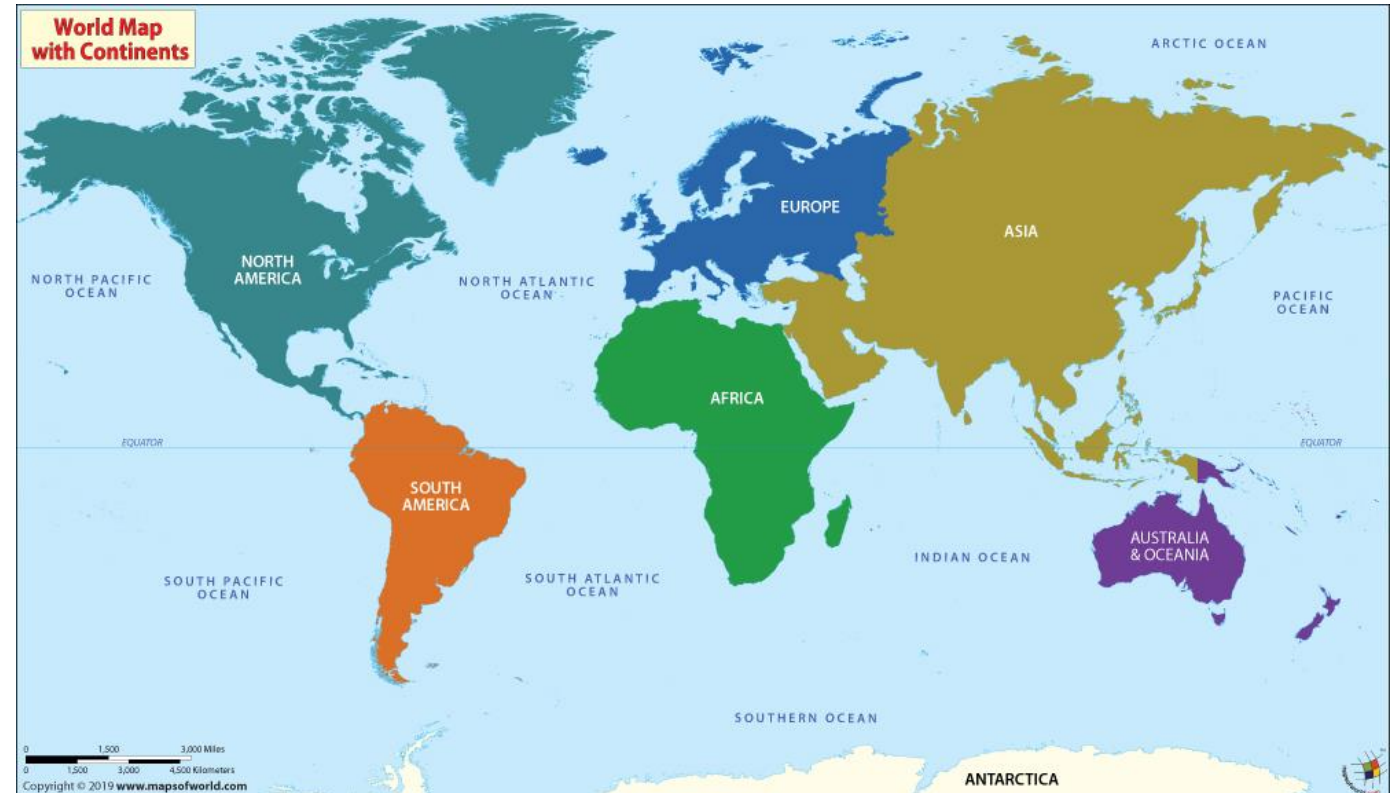 World Map
with Continents
ARCTIC OCEAN
EUROPE
ASIA
NORTH
AMERICA
NORTH PACIFIC
OCEAN
NORTH ATLANTIC
OCEAN
PACIFIC
OCEAN
AFRICA
EQUATOR
EQUATOR
SOUTH
AMERICA
AUSTRALIA
& OCEANIA
INDIAN OCEAN
SOUTH PACIFIC
OCEAN
SOUTH ATLANTIC
OCEAN
SOUTHERN OCEAN
0 1,500 3,000 Miles
0 1,500 3,000 4,500 Kilometers
ANTARCTICA
Copyright © 2019 www.mapsofworld.com